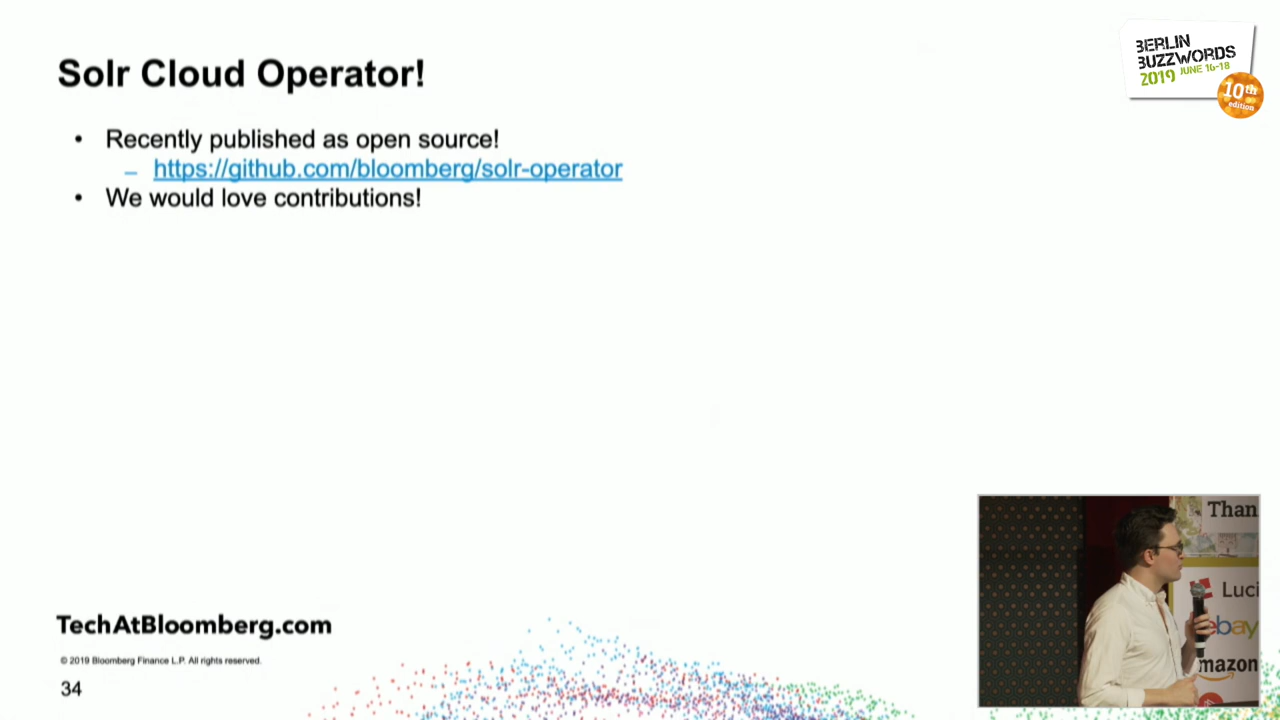 Solr Cloud Operator!
• Recently published as open source!
– https://github.com/bloomberg/solr-operator
• We would love contributions!
BERLIN
BUZZWORDS
2019 JUNE 16-18
10th
edition
Than
Luci
ebay
mazon
TechAtBloomberg.com
© 2019 Bloomberg Finance L.P. All rights reserved.
34